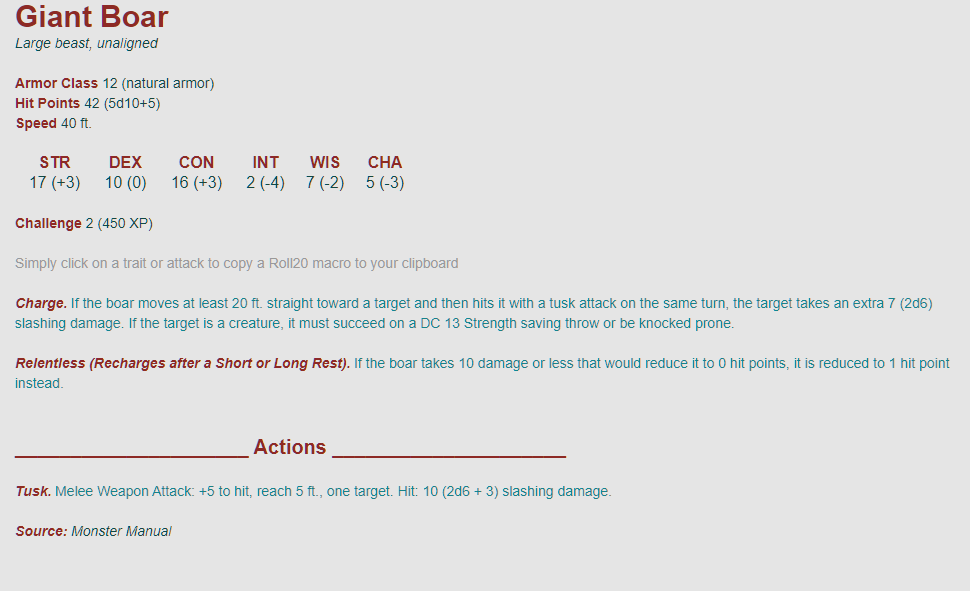 Giant Boar
Large beast, unaligned
Armor Class 12 (natural armor)
Hit Points 42 (5d10+5)
Speed 40 ft.
STR DEX CON INT WIS CHA
17 (+3) 10 (0) 16 (+3) 2 (-4) 7 (-2) 5 (-3)
Challenge 2 (450 XP)
Simply click on a trait or attack to copy a Roll20 macro to your clipboard
Charge. If the boar moves at least 20 ft. straight toward a target and then hits it with a tusk attack on the same turn, the target takes an extra 7 (2d6)
slashing damage. If the target is a creature, it must succeed on a DC 13 Strength saving throw or be knocked prone.
Relentless (Recharges after a Short or Long Rest). If the boar takes 10 damage or less that would reduce it to 0 hit points, it is reduced to 1 hit point
instead.
Actions
Tusk. Melee Weapon Attack: +5 to hit, reach 5 ft., one target. Hit: 10 (2d6 + 3) slashing damage.
Source: Monster Manual